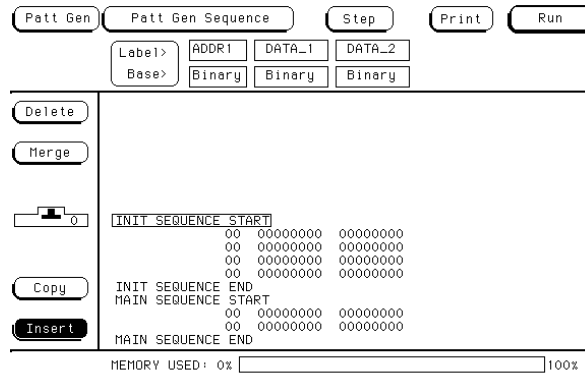 Patt Gen Patt Gen Sequence Step Print Run
Label> ADDR1 DATA_1 DATA_2
Base> Binary Binary Binary
Delete
Merge
0
INIT SEQUENCE START
00 00000000 00000000
00 00000000 00000000
00 00000000 00000000
00 00000000 00000000
Copy
INIT SEQUENCE END
MAIN SEQUENCE START
00 00000000 00000000
Insert
00 00000000 00000000
MAIN SEQUENCE END
MEMORY USED: 0% 100%